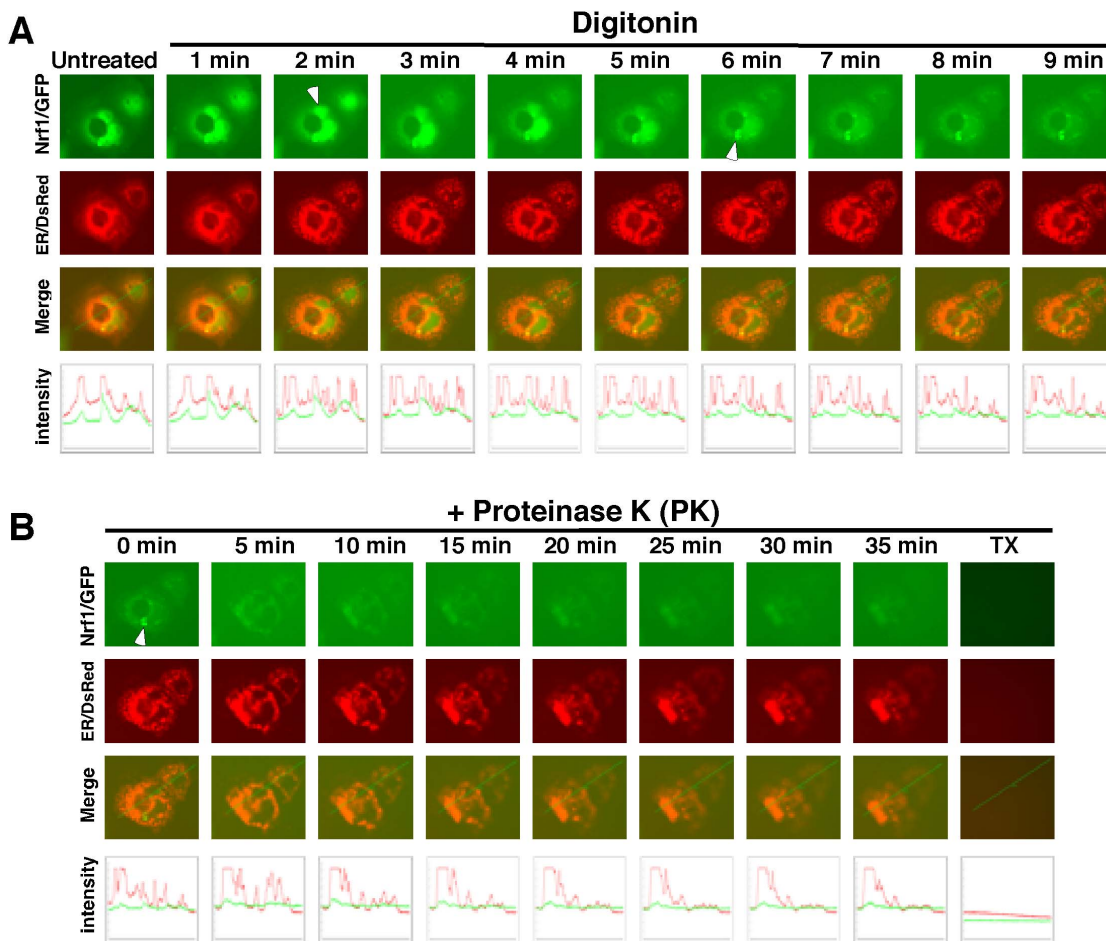 A
Digitonin
Untreated 1 min 2 min 3 min 4 min 5 min 6 min 7 min 8 min 9 min
Nrf1/GFP
ER/DsRed
Merge
intensity
B
+ Proteinase K (PK)
0 min 5 min 10 min 15 min 20 min 25 min 30 min 35 min TX
Nrf1/GFP
ER/DsRed
Merge
intensity